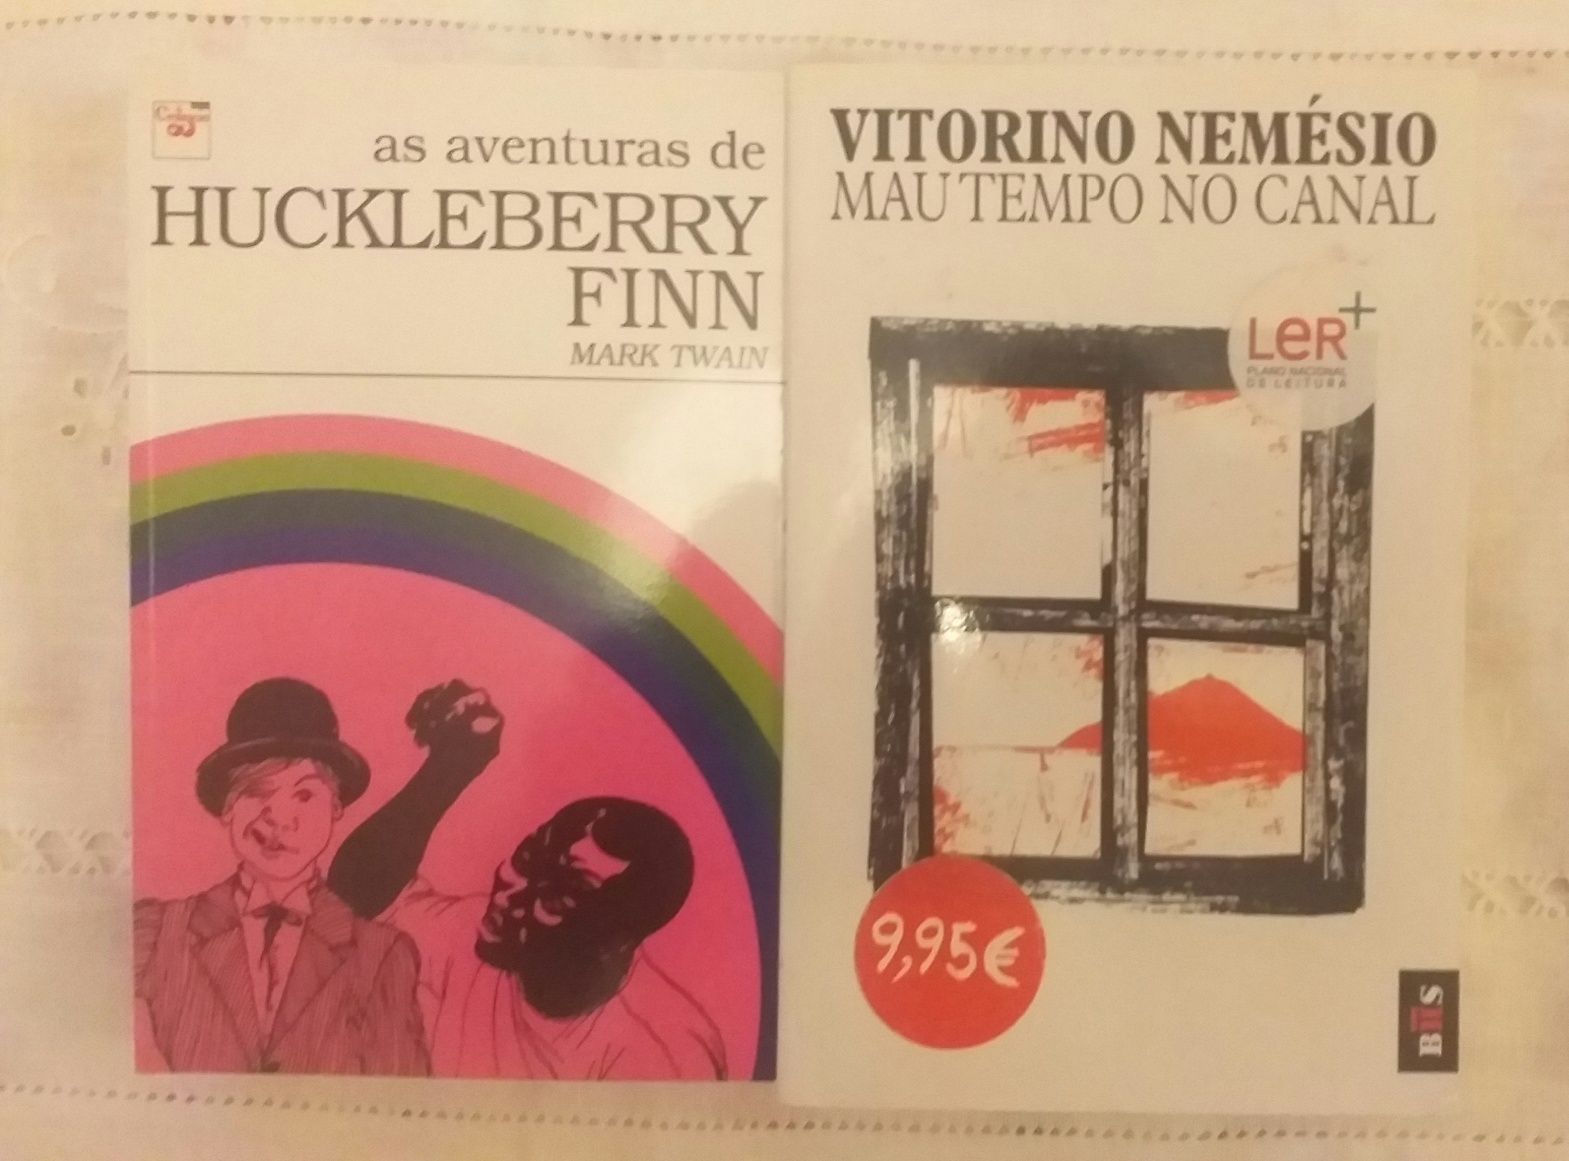 as aventuras de
HUCKLEBERRY
FINN
MARK TWAIN
VITORINO NEMÉSIO
MAU TEMPO NO CANAL
LeR+
PLANO NACIONAL
DE LEITURA
9,95€
BIIS